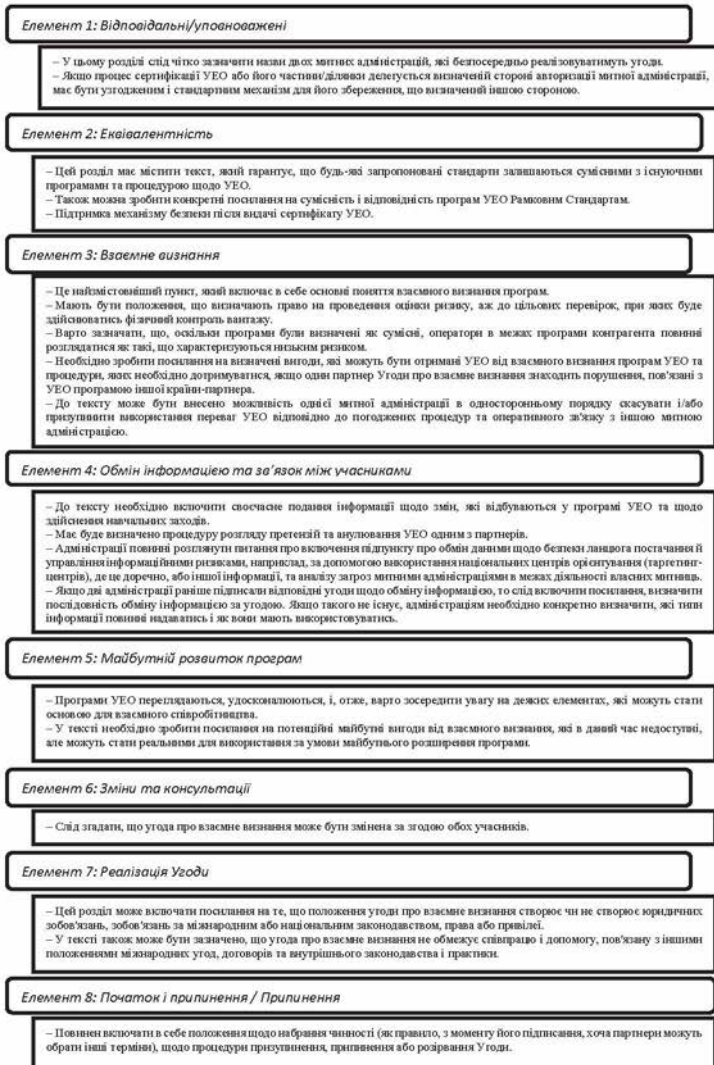 Елемент 1: Відповідальні/уповноважені
– У цьому розділі слід чітко зазначити назви двох митних адміністрацій, які безпосередньо реалізовуватимуть угоди.
– Якщо процес сертифікації УЕО або його частини/ділянки делегується визначеній стороні авторизації митної адміністрації,
має бути узгодженим і стандартним механізм для його збереження, що визначений іншою стороною.
Елемент 2: Еквівалентність
– Цей розділ має містити текст, який гарантує, що будь-які запропоновані стандарти залишаються сумісними з існуючими
програмами та процедурою щодо УЕО.
– Також можна зробити конкретні посилання на сумісність і відповідність програм УЕО Рамковим Стандартам.
– Підтримка механізму безпеки після видачі сертифікату УЕО.
Елемент 3: Взаємне визнання
– Це найзмістовніший пункт, який включає в себе основні поняття взаємного визнання програм.
– Мають бути положення, що визначають право на проведення оцінки ризику, аж до цільових перевірок, при яких буде
здійснюватись фізичний контроль вантажу.
– Варто зазначати, що, оскільки програми були визначені як сумісні, оператори в межах програми контрагента повинні
розглядатися як такі, що характеризуються низьким ризиком.
– Необхідно зробити посилання на визначені вигоди, які можуть бути отримані УЕО від взаємного визнання програм УЕО та
процедури, яких необхідно дотримуватися, якщо один партнер Угоди про взаємне визнання знаходить порушення, пов'язані з
УЕО програмою іншої країни-партнера.
– До тексту може бути внесено можливість однієї митної адміністрації в односторонньому порядку скасувати і/або
призупинити використання переваг УЕО відповідно до погоджених процедур та оперативного зв'язку з іншою митною
адміністрацією.
Елемент 4: Обмін інформацією та зв'язок між учасниками
– До тексту необхідно включити своєчасне подання інформації щодо змін, які відбуваються у програмі УЕО та щодо
здійснення навчальних заходів.
– Має буде визначено процедуру розгляду претензій та анулювання УЕО одним з партнерів.
– Адміністрації повинні розглянути питання про включення підпункту про обмін даними щодо безпеки ланцюга постачання й
управління інформаційними ризиками, наприклад, за допомогою використання національних центрів орієнтування (таргетинг-
центрів), де це доречно, або іншої інформації, та аналізу загроз митними адміністраціями в межах діяльності власних митниць.
– Якщо дві адміністрації раніше підписали відповідні угоди щодо обміну інформацією, то слід включити посилання, визначити
послідовність обміну інформацією за угодою. Якщо такого не існує, адміністраціям необхідно конкретно визначити, які типи
інформації повинні надаватись і як вони мають використовуватись.
Елемент 5: Майбутній розвиток програм
– Програми УЕО переглядаються, удосконалюються, і, отже, варто зосередити увагу на деяких елементах, які можуть стати
основою для взаємного співробітництва.
– У тексті необхідно зробити посилання на потенційні майбутні вигоди від взаємного визнання, які в даний час недоступні,
але можуть стати реальними для використання за умови майбутнього розширення програми.
Елемент 6: Зміни та консультації
– Слід згадати, що угода про взаємне визнання може бути змінена за згодою обох учасників.
Елемент 7: Реалізація Угоди
– Цей розділ може включати посилання на те, що положення угоди про взаємне визнання створює чи не створює юридичних
зобов'язань, зобов'язань за міжнародним або національним законодавством, права або привілеї.
– У тексті також може бути зазначено, що угода про взаємне визнання не обмежує співпрацю і допомогу, пов'язану з іншими
положеннями міжнародних угод, договорів та внутрішнього законодавства і практики.
Елемент 8: Початок і припинення / Припинення
– Повинен включати в себе положення щодо набрання чинності (як правило, з моменту його підписання, хоча партнери можуть
обрати інші терміни), щодо процедури призупинення, припинення або розірвання Угоди.